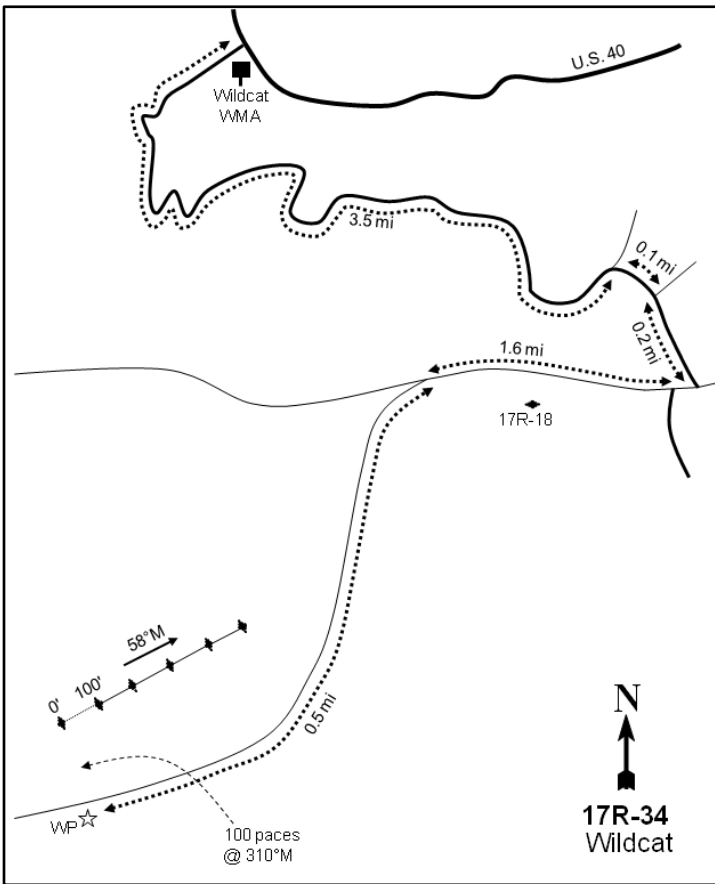 U.S. 40
Wildcat
WMA
3.5 mi
0.1 mi
0.2 mi
1.6 mi
17R-18
58°M
0'
100'
0.5 mi
WP
100 paces
@ 310°M
N
17R-34
Wildcat